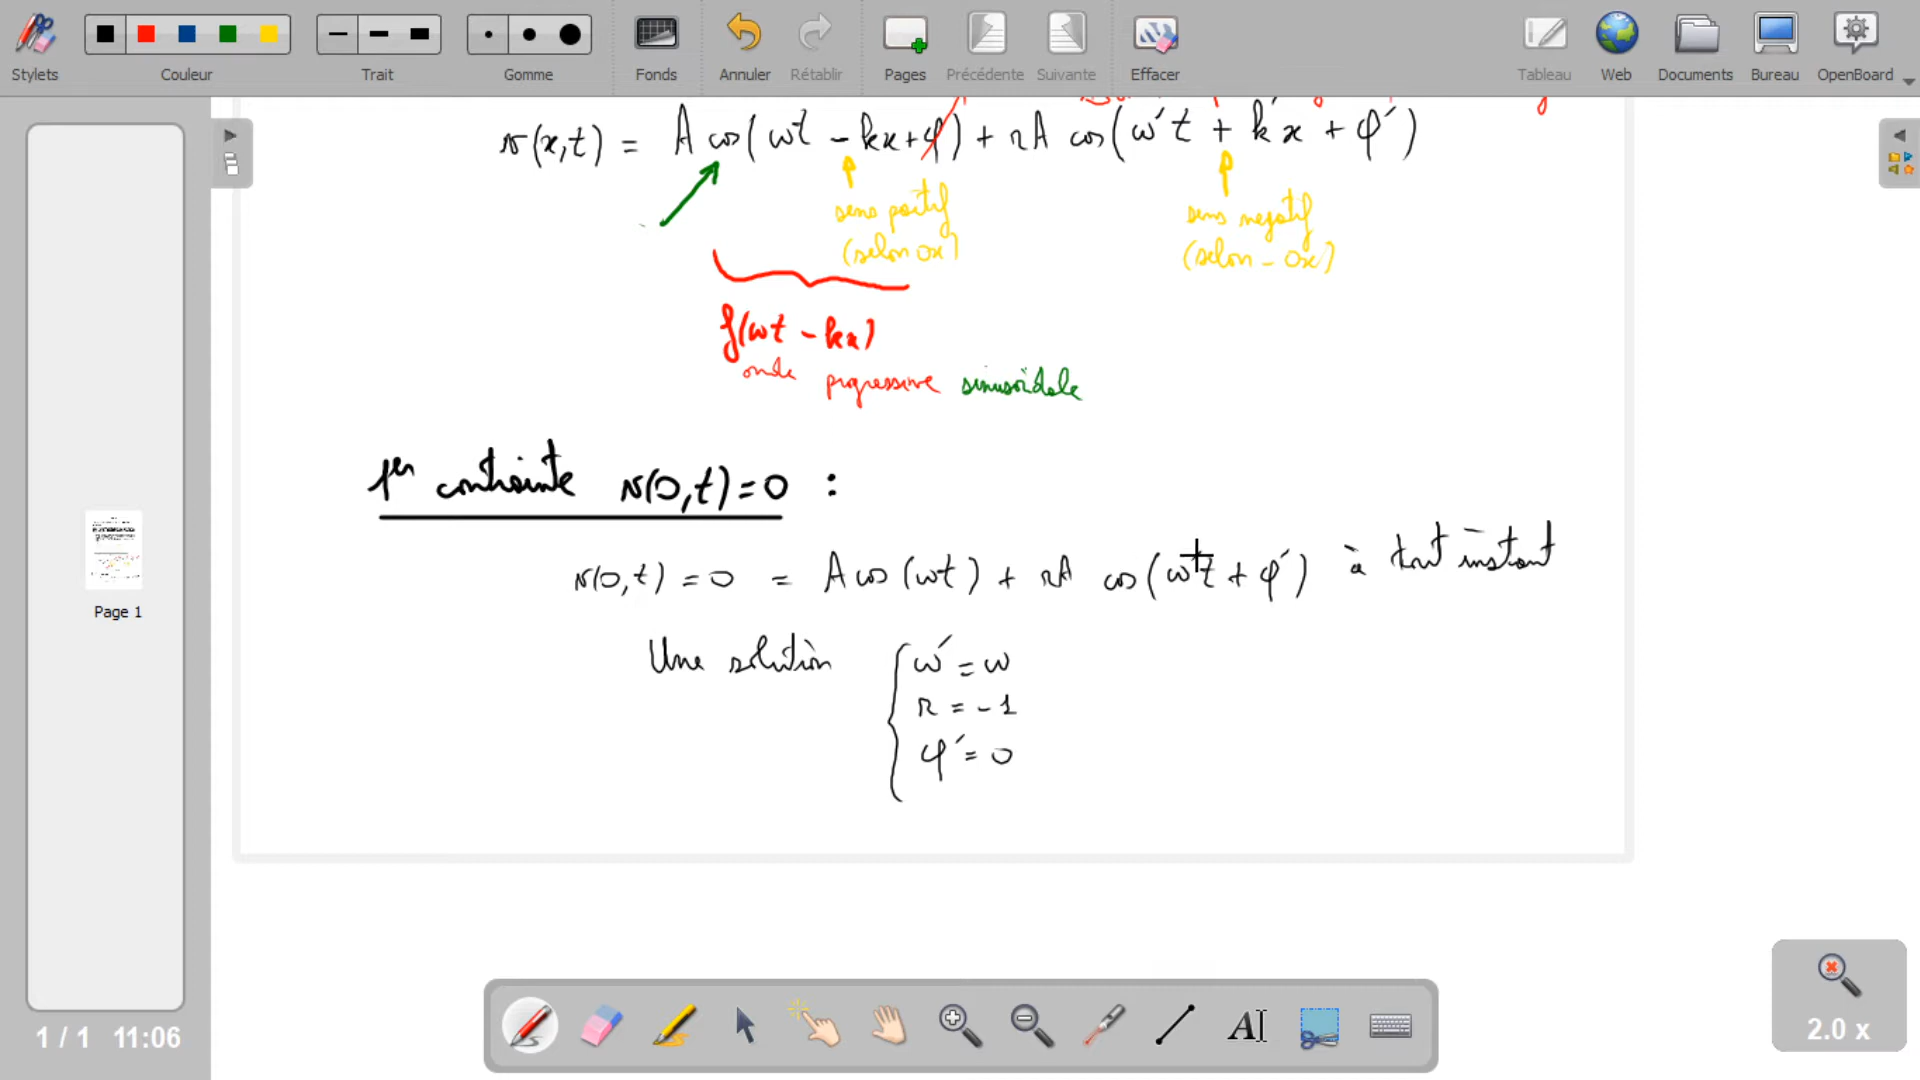 Stylets Couleur Trait Gomme Fonds Annuler Rétablir Pages Précédente Suivante Effacer Tableau Web Documents Bureau OpenBoard
v(x,t) = A cos(ωt - kx + φ) + rA cos(ω't + k'x + φ')
sens positif
(selon Ox)
sens negatif
(selon - Ox)
f(ωt - kx)
onde progressive sinusoïdale
1er contrainte v(0,t)=0 :
v(0,t) = 0 = A cos(ωt) + rA cos(ω't + φ') à tout instant
Une solution
ω' = ω
r = -1
φ' = 0
Page 1
1 / 1 11:06
2.0 x